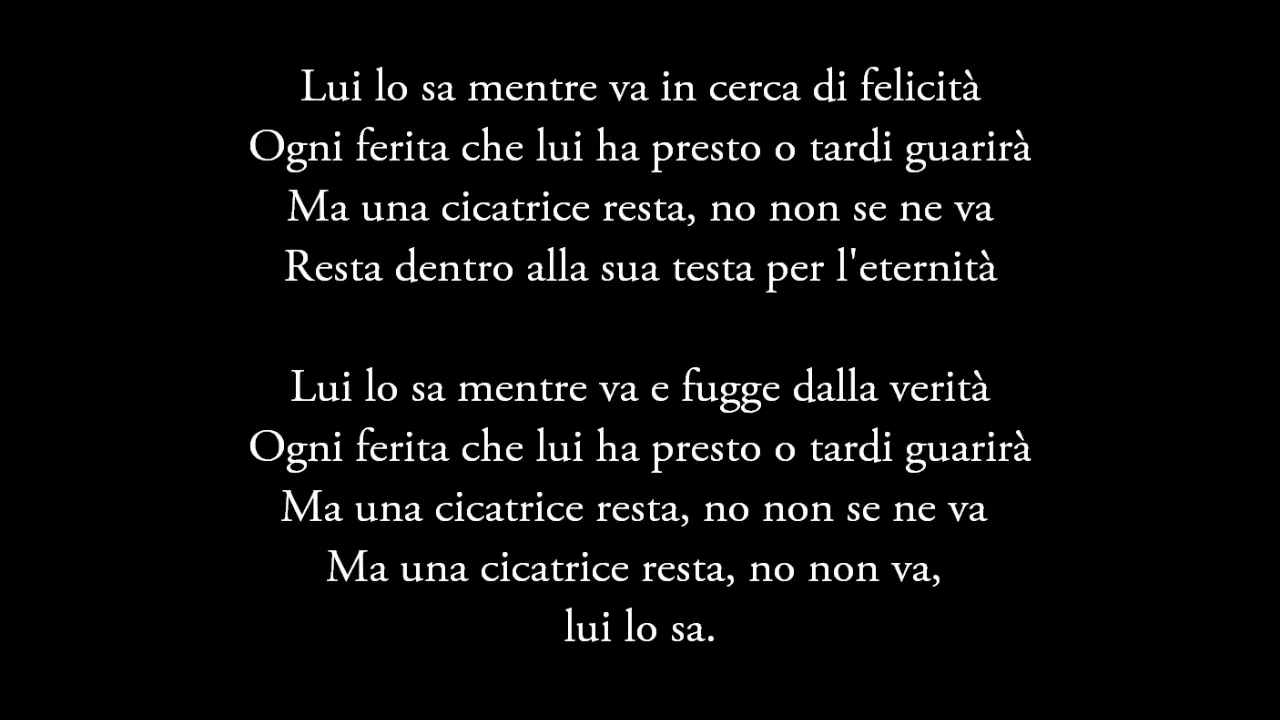 Lui lo sa mentre va in cerca di felicità
Ogni ferita che lui ha presto o tardi guarirà
Ma una cicatrice resta, no non se ne va
Resta dentro alla sua testa per l'eternità
Lui lo sa mentre va e fugge dalla verità
Ogni ferita che lui ha presto o tardi guarirà
Ma una cicatrice resta, no non se ne va
Ma una cicatrice resta, no non va,
lui lo sa.